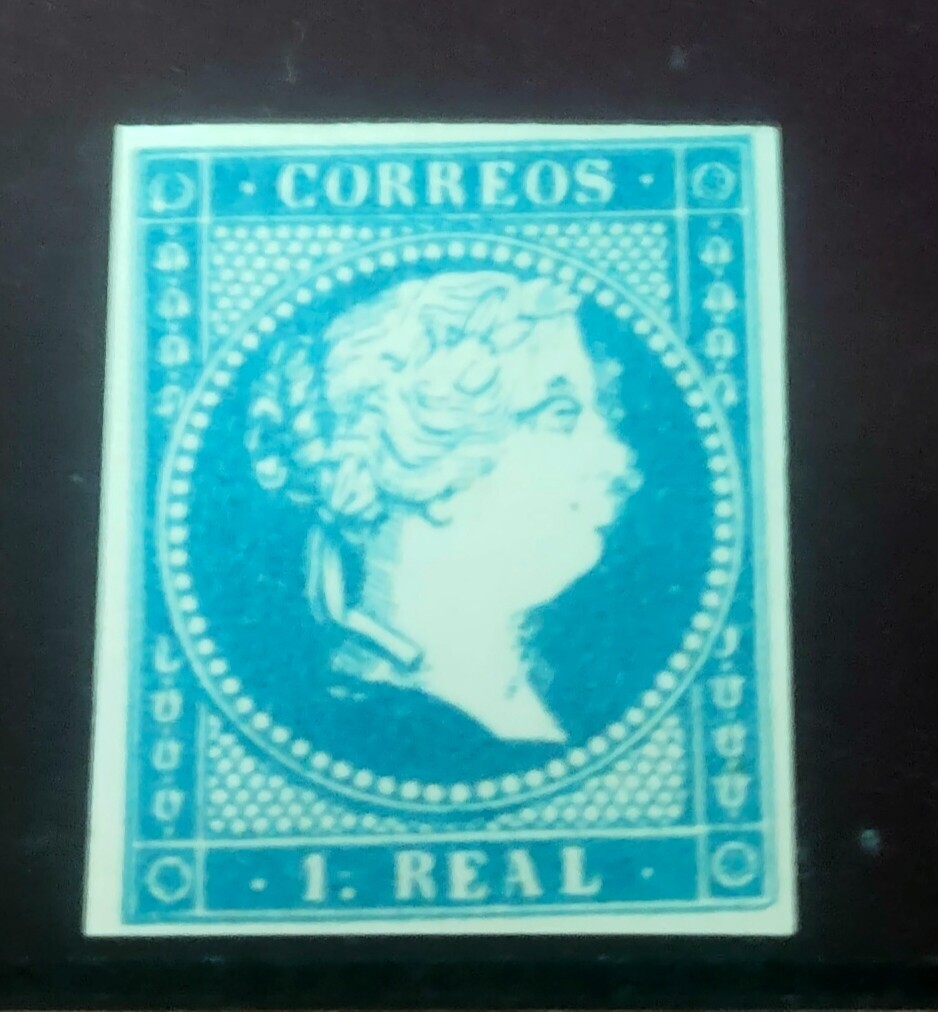 · CORREOS ·
· 1. REAL ·